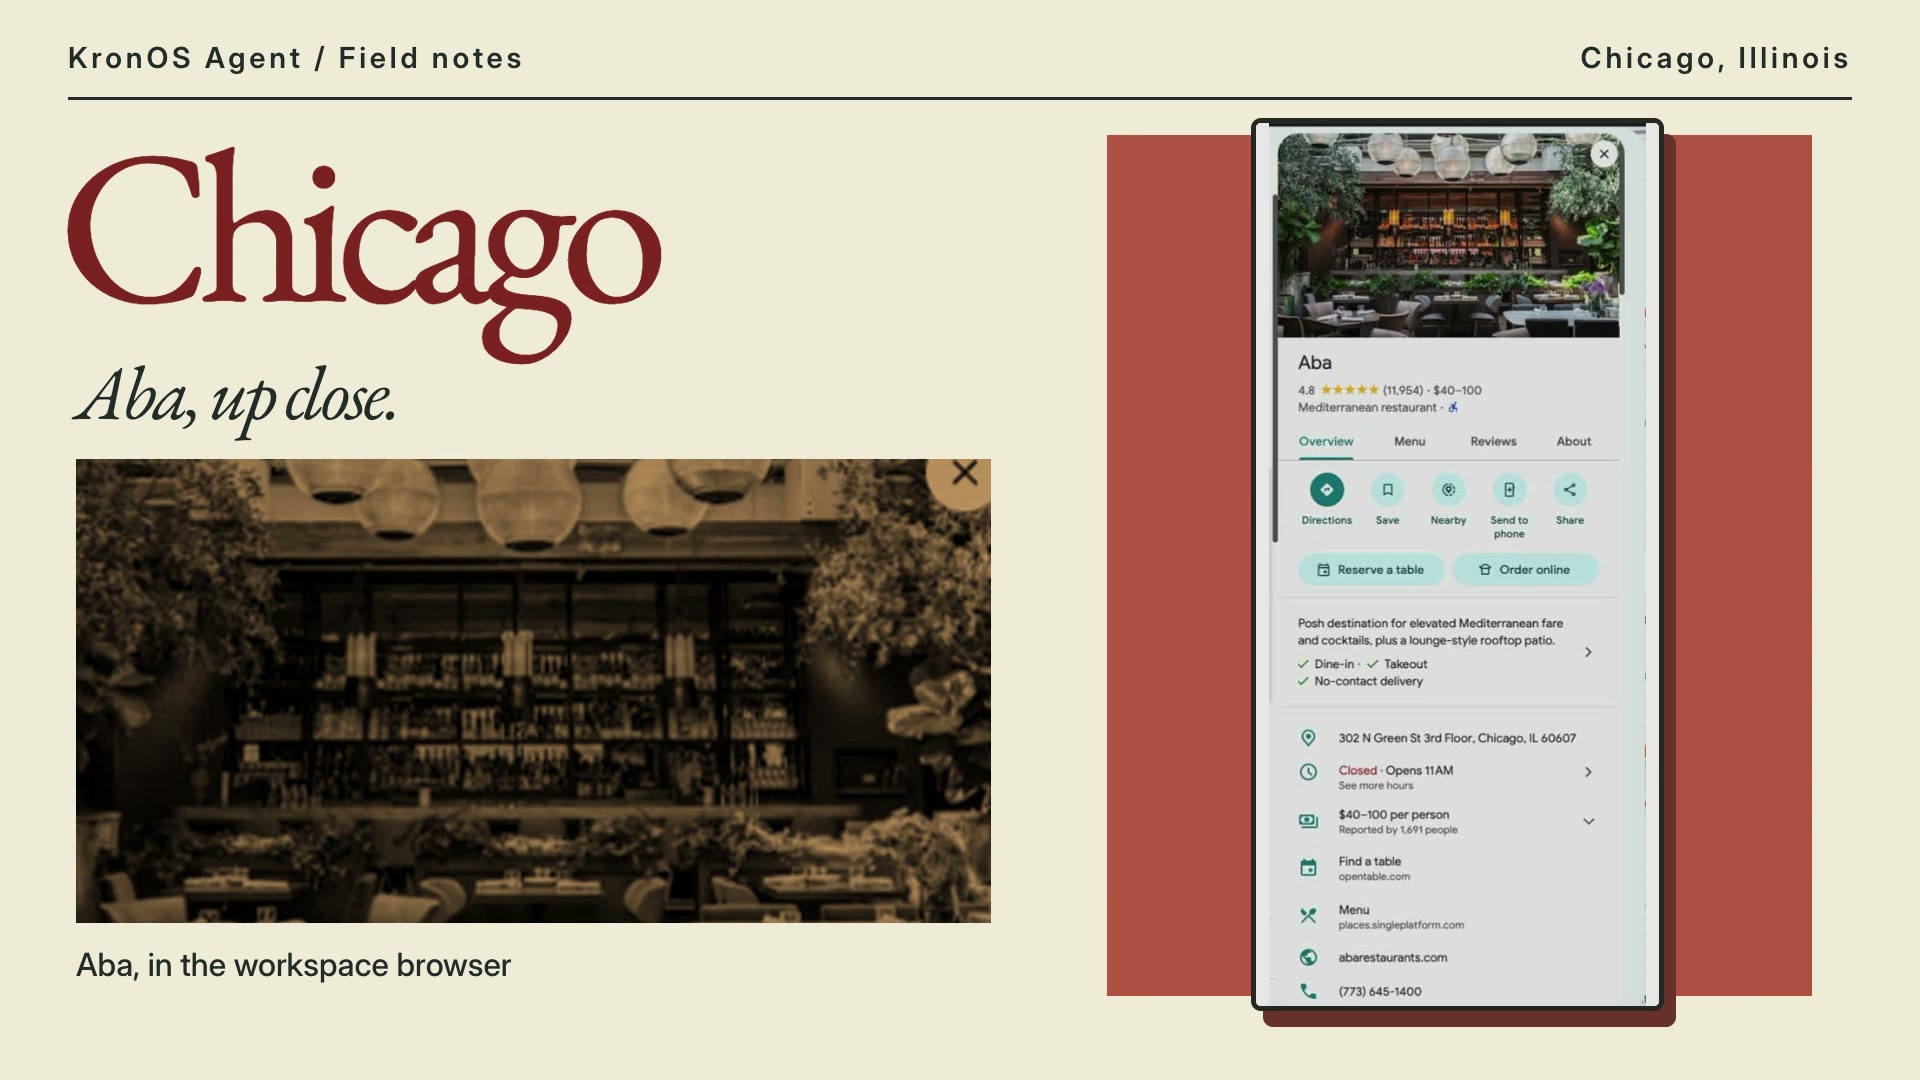 KronOS Agent / Field notes
Chicago, Illinois
Chicago
Aba, up close.
Aba, in the workspace browser
Aba
4.8 ★★★★★ (11,954) · $40–100
Mediterranean restaurant ·
Overview Menu Reviews About
Directions Save Nearby Send to phone Share
Reserve a table Order online
Posh destination for elevated Mediterranean fare
and cocktails, plus a lounge-style rooftop patio.
✓ Dine-in · ✓ Takeout
✓ No-contact delivery
302 N Green St 3rd Floor, Chicago, IL 60607
Closed · Opens 11 AM
See more hours
$40–100 per person
Reported by 1,691 people
Find a table
opentable.com
Menu
places.singleplatform.com
abarestaurants.com
(773) 645-1400